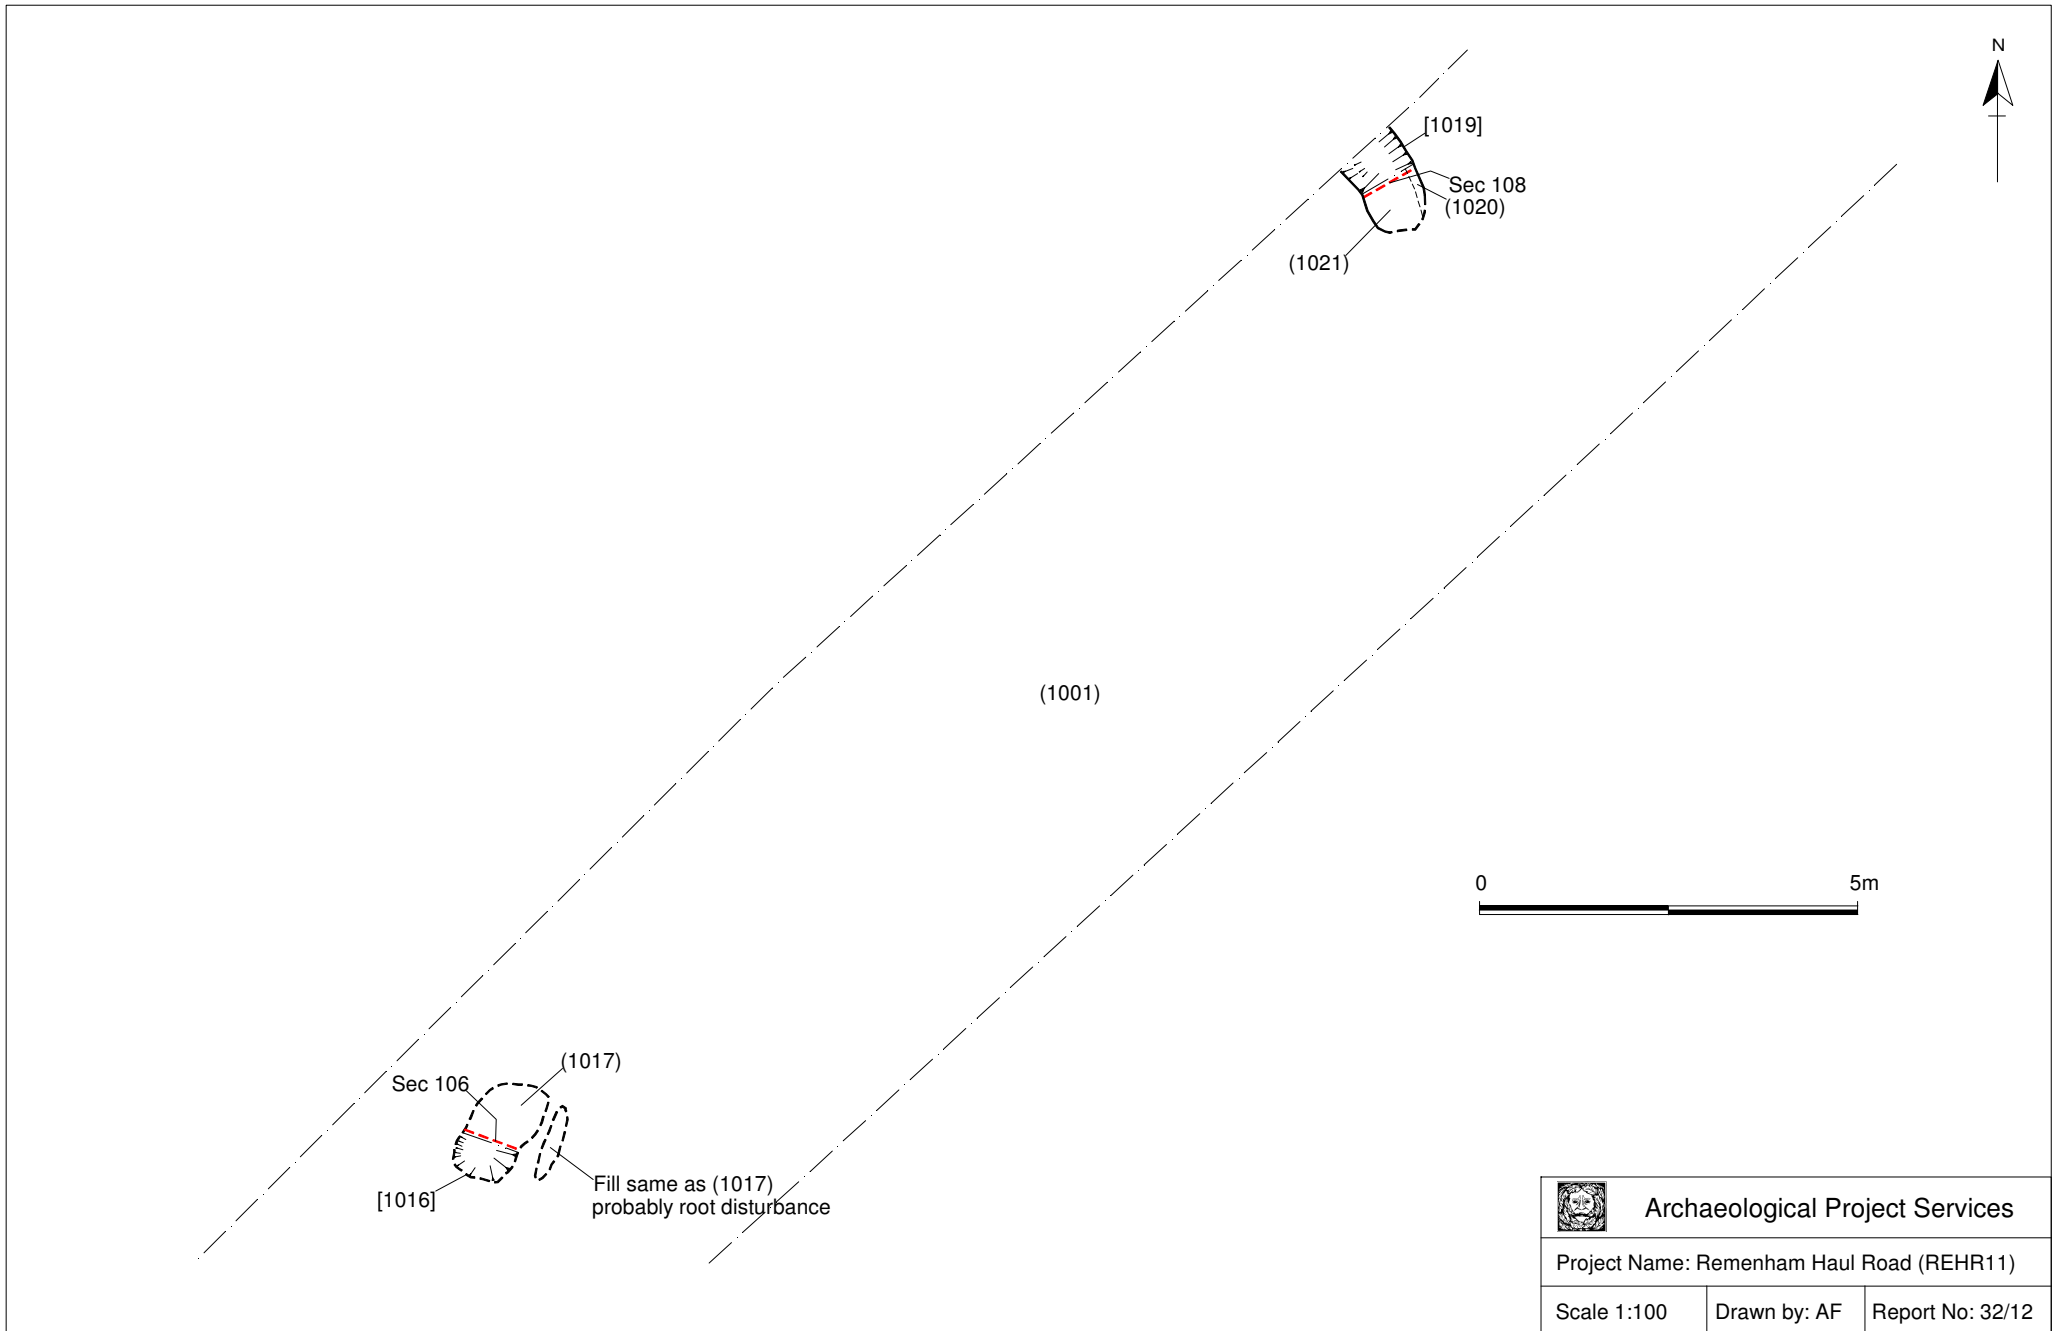 N
[1019]
Sec 108
(1020)
(1021)
(1001)
0 5m
(1017)
Sec 106
Fill same as (1017)
probably root disturbance
[1016]
Archaeological Project Services
Project Name: Remenham Haul Road (REHR11)
Scale 1:100 Drawn by: AF Report No: 32/12